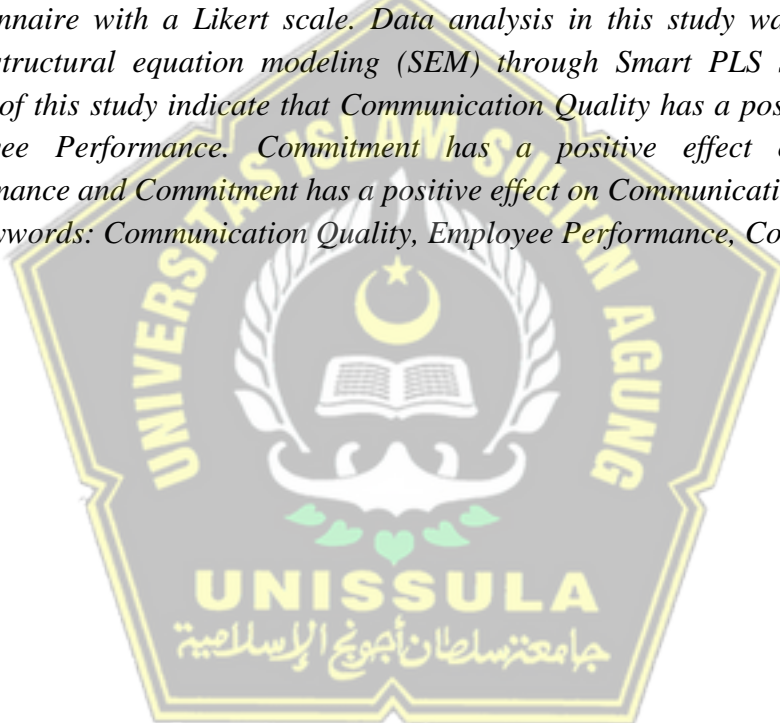 nnaire with a Likert scale. Data analysis in this study wa
tructural equation modeling (SEM) through Smart PLS
of this study indicate that Communication Quality has a pos
ee Performance. Commitment has a positive effect
mance and Commitment has a positive effect on Communicati
ywords: Communication Quality, Employee Performance, Co
UNIVERSITAS ISLAM SULTAN AGUNG
UNISSULA
جامعة سلطان أجونج الإسلامية